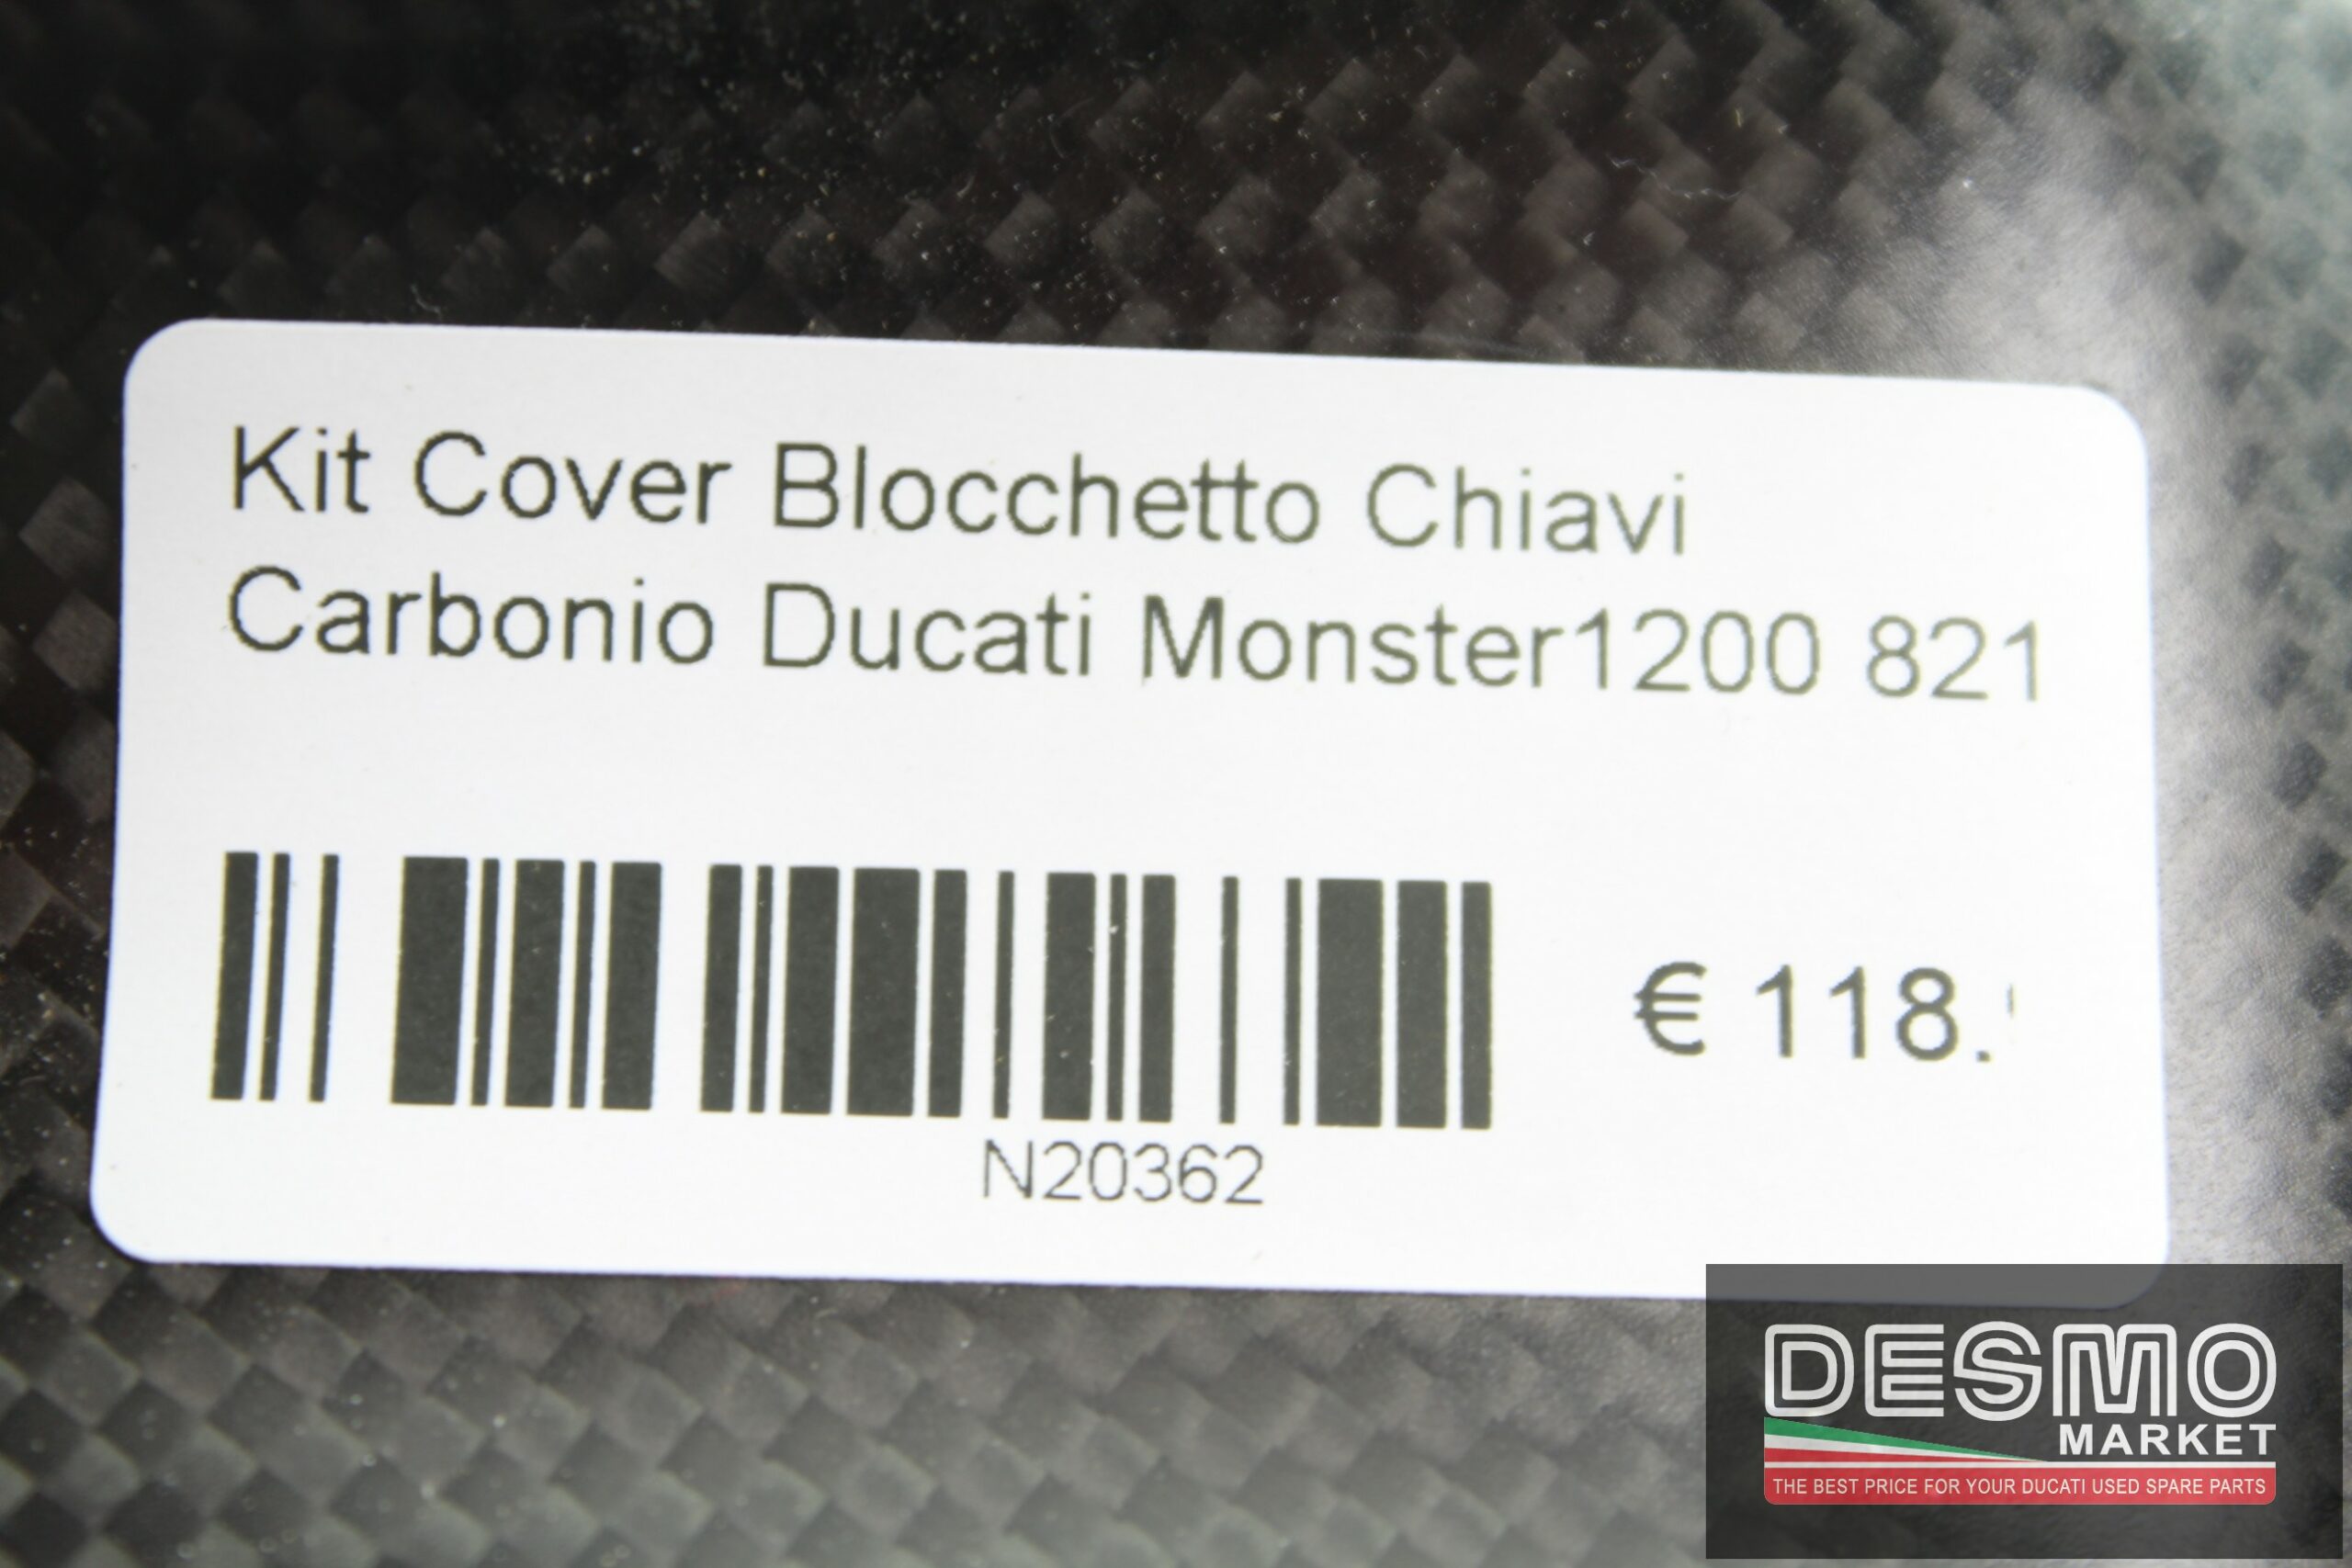 Kit Cover Blocchetto Chiavi
Carbonio Ducati Monster1200 821
€ 118.
N20362
DESMO
MARKET
THE BEST PRICE FOR YOUR DUCATI USED SPARE PARTS